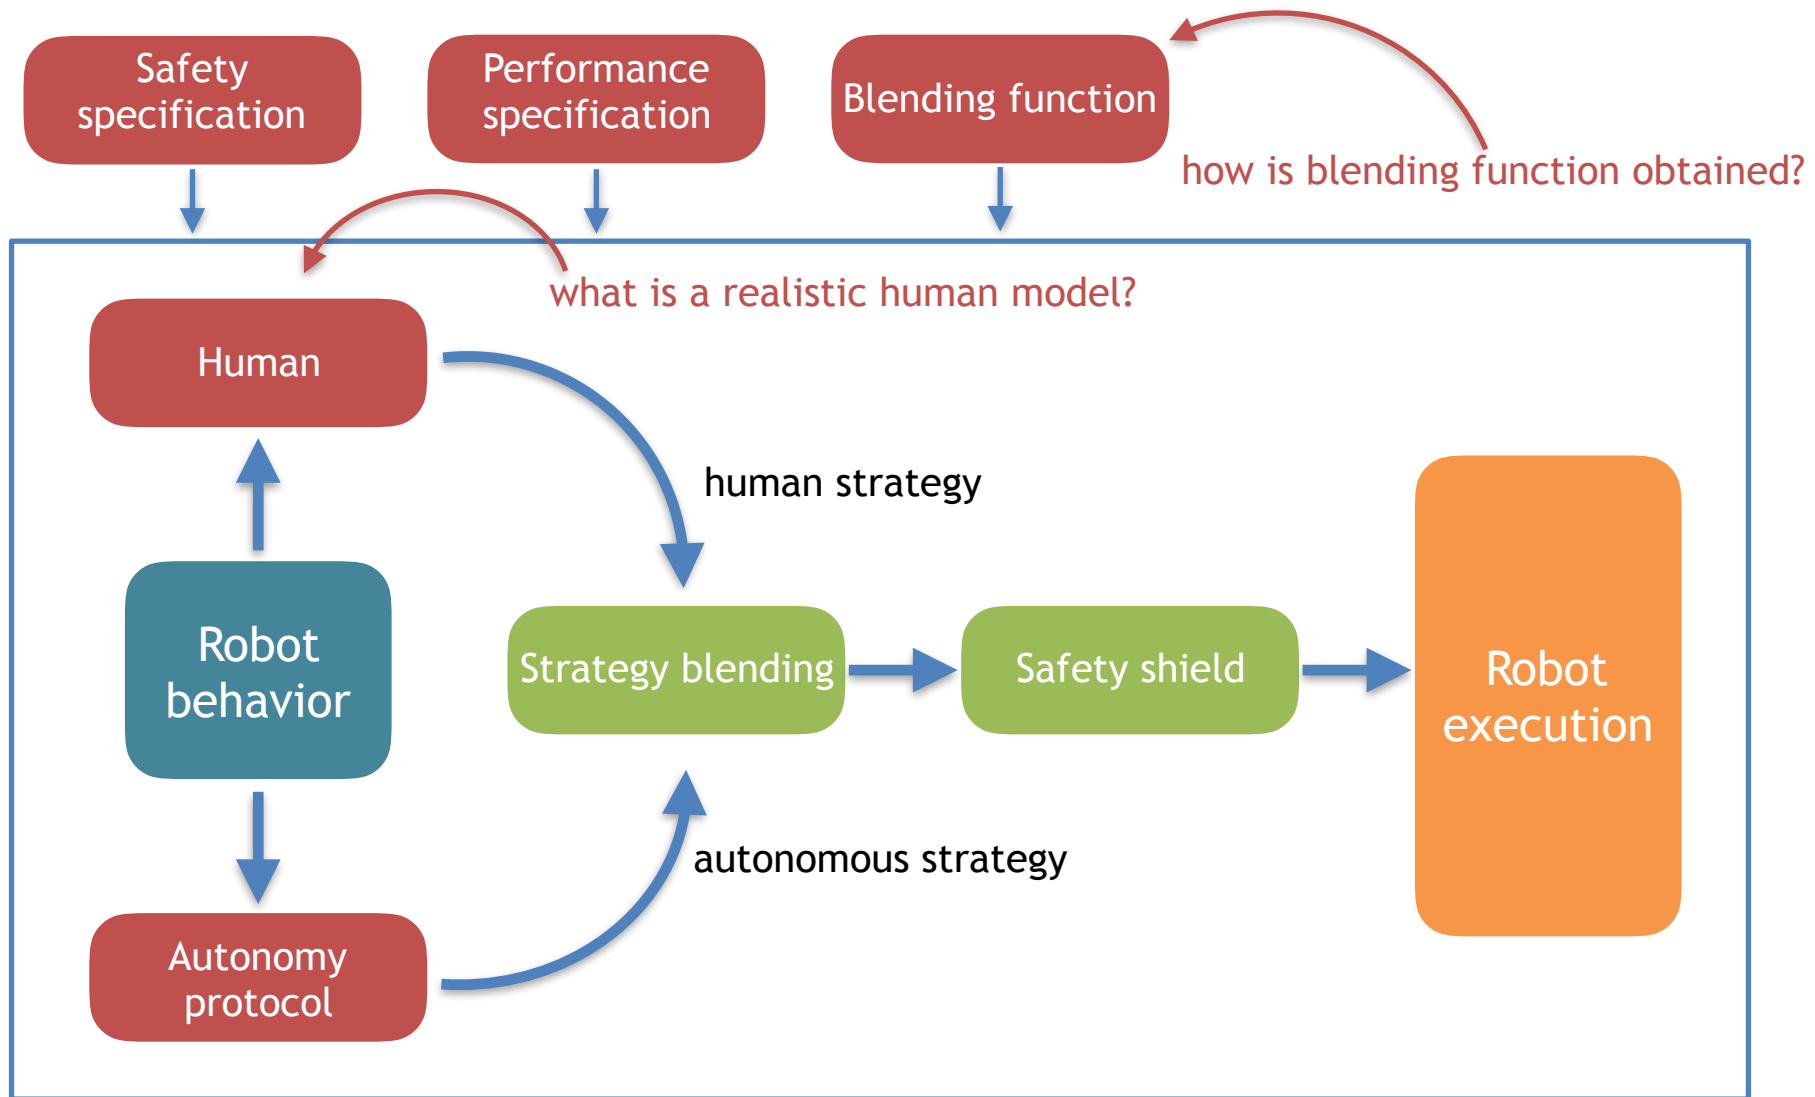 Safety
specification
Performance
specification
Blending function
how is blending function obtained?
what is a realistic human model?
Human
human strategy
Robot
behavior
Strategy blending
Safety shield
Robot
execution
autonomous strategy
Autonomy
protocol